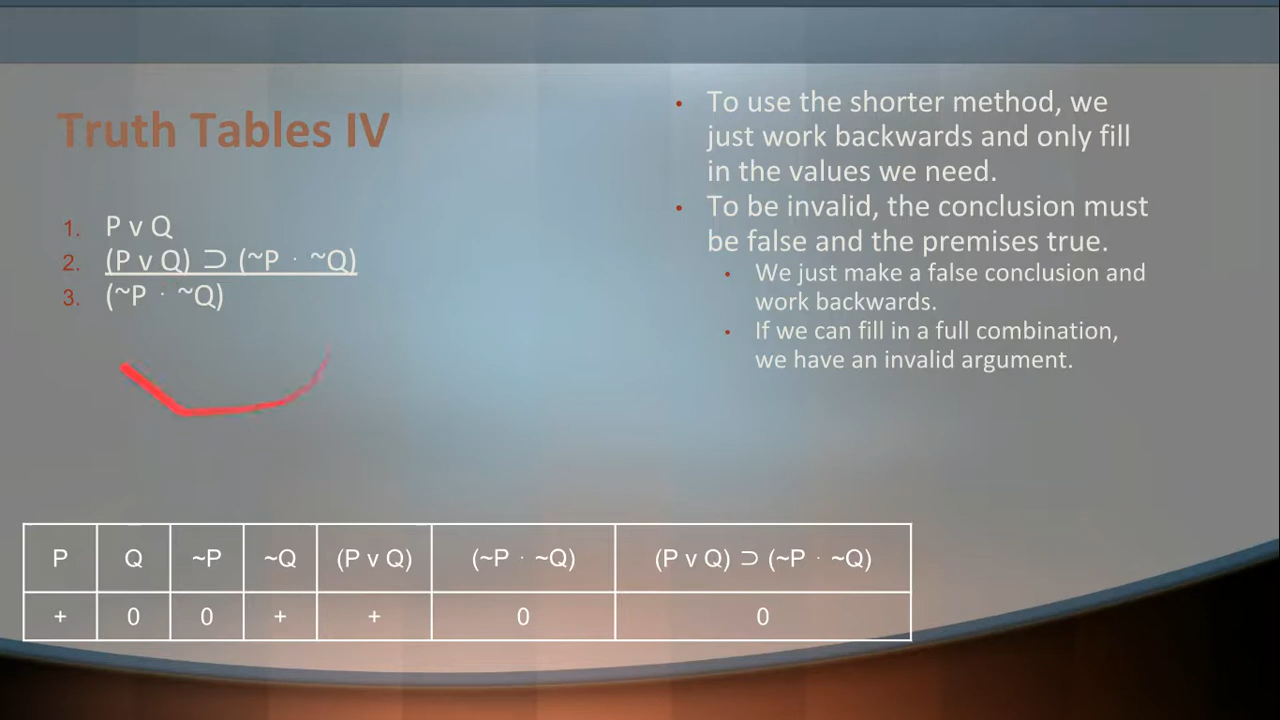 Truth Tables IV
1. P v Q
2. (P v Q) ⊃ (~P · ~Q)
3. (~P · ~Q)
• To use the shorter method, we
just work backwards and only fill
in the values we need.
• To be invalid, the conclusion must
be false and the premises true.
• We just make a false conclusion and
work backwards.
• If we can fill in a full combination,
we have an invalid argument.
P Q ~P ~Q (P v Q) (~P · ~Q) (P v Q) ⊃ (~P · ~Q)
+ 0 0 + + 0 0